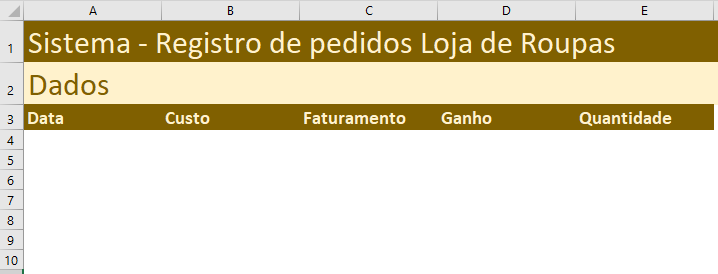 A B C D E
1 Sistema - Registro de pedidos Loja de Roupas
2 Dados
3 Data Custo Faturamento Ganho Quantidade
4
5
6
7
8
9
10